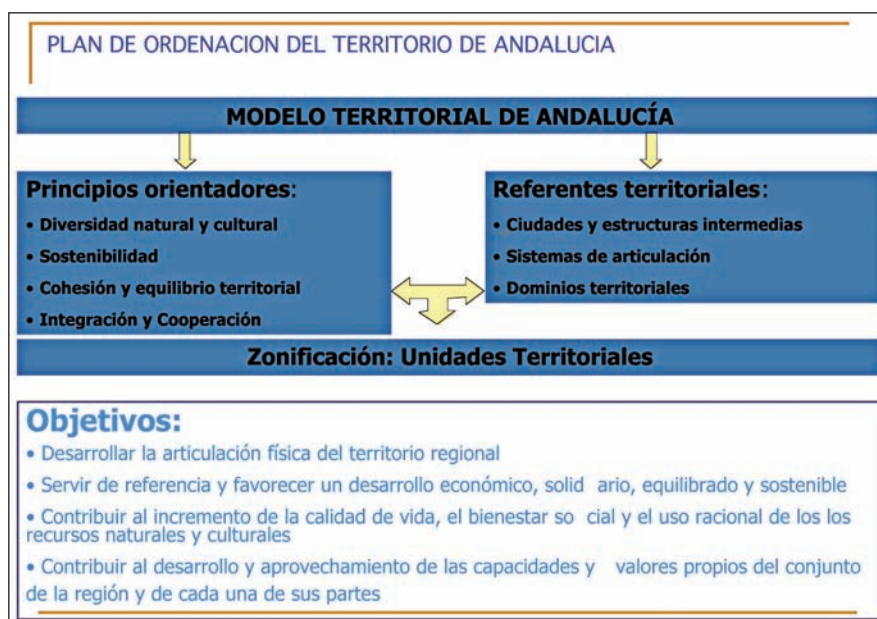 PLAN DE ORDENACION DEL TERRITORIO DE ANDALUCIA
MODELO TERRITORIAL DE ANDALUCÍA
Principios orientadores:
• Diversidad natural y cultural
• Sostenibilidad
• Cohesión y equilibrio territorial
• Integración y Cooperación
Referentes territoriales:
• Ciudades y estructuras intermedias
• Sistemas de articulación
• Dominios territoriales
Zonificación: Unidades Territoriales
Objetivos:
• Desarrollar la articulación física del territorio regional
• Servir de referencia y favorecer un desarrollo económico, solid ario, equilibrado y sostenible
• Contribuir al incremento de la calidad de vida, el bienestar so cial y el uso racional de los los
recursos naturales y culturales
• Contribuir al desarrollo y aprovechamiento de las capacidades y valores propios del conjunto
de la región y de cada una de sus partes